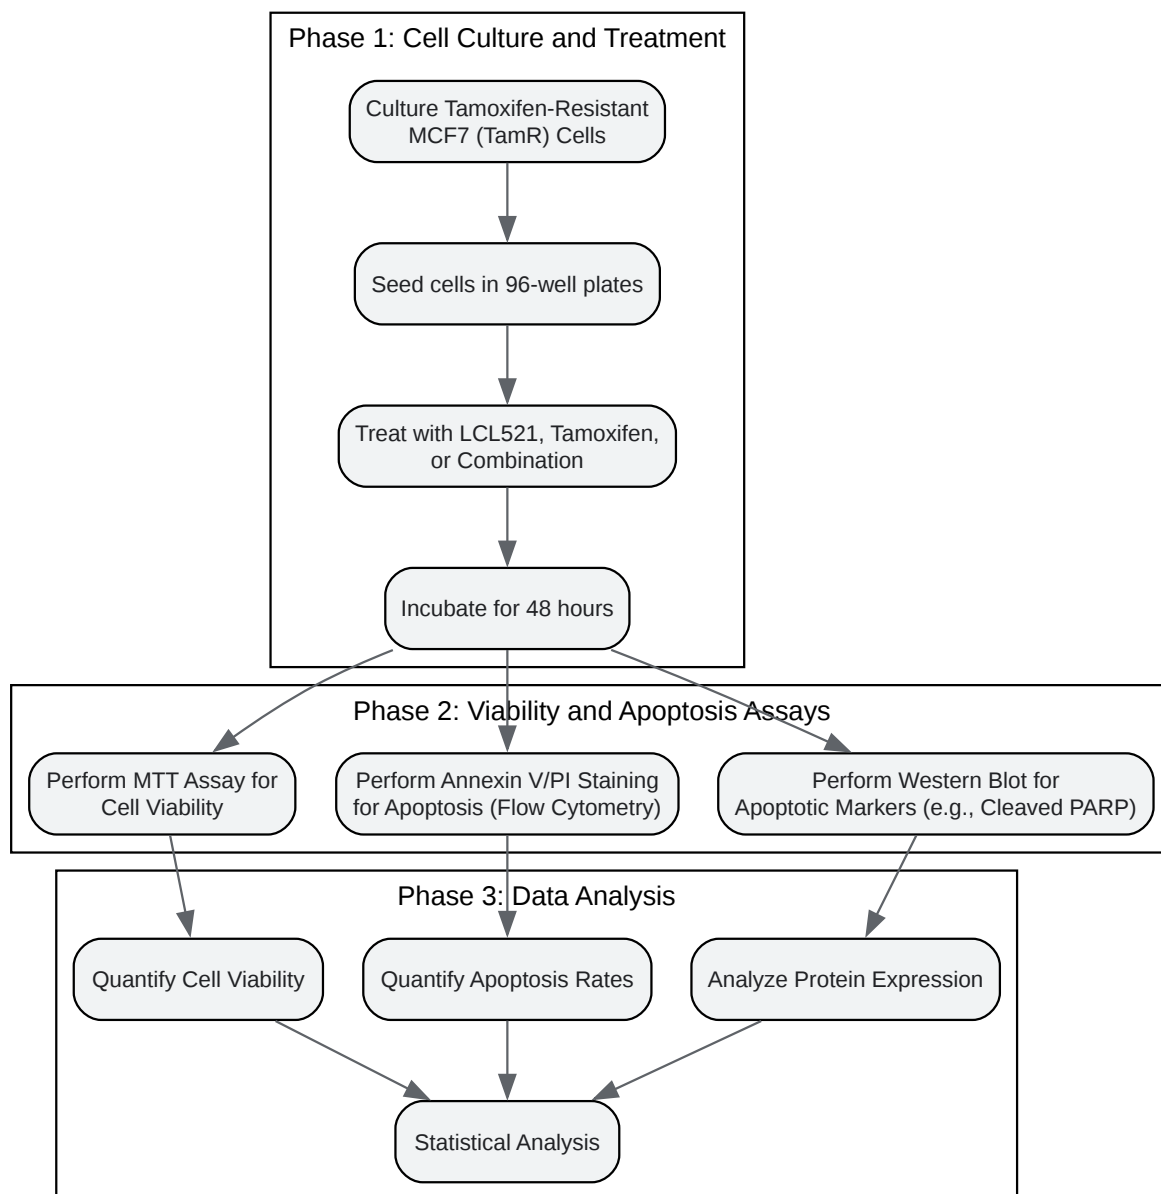 Phase 1: Cell Culture and Treatment
Culture Tamoxifen-Resistant
MCF7 (TamR) Cells
Seed cells in 96-well plates
Treat with LCL521, Tamoxifen,
or Combination
Incubate for 48 hours
Phase 2: Viability and Apoptosis Assays
Perform MTT Assay for
Cell Viability
Perform Annexin V/PI Staining
for Apoptosis (Flow Cytometry)
Perform Western Blot for
Apoptotic Markers (e.g., Cleaved PARP)
Phase 3: Data Analysis
Quantify Cell Viability
Quantify Apoptosis Rates
Analyze Protein Expression
Statistical Analysis